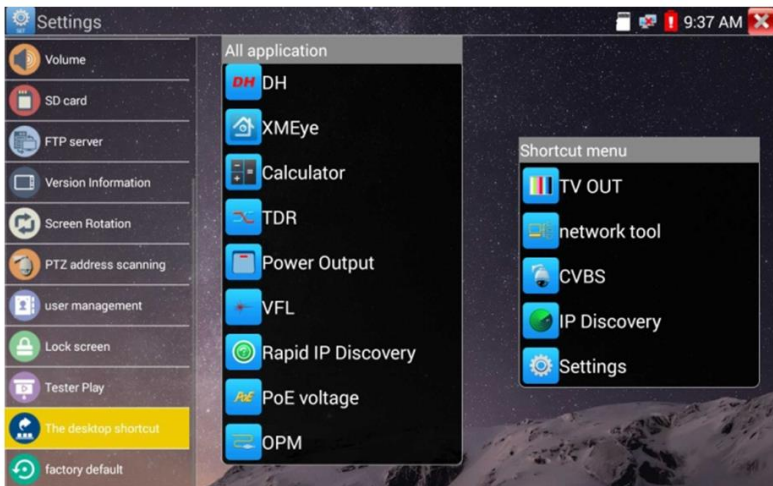 SET
Settings
9:37 AM
Volume
SD card
FTP server
Version Information
Screen Rotation
PTZ address scanning
user management
Lock screen
Tester Play
The desktop shortcut
factory default
All application
DH DH
XMEye
Calculator
TDR
Power Output
VFL
Rapid IP Discovery
PoE PoE voltage
OPM
Shortcut menu
TV OUT
network tool
CVBS
IP Discovery
Settings